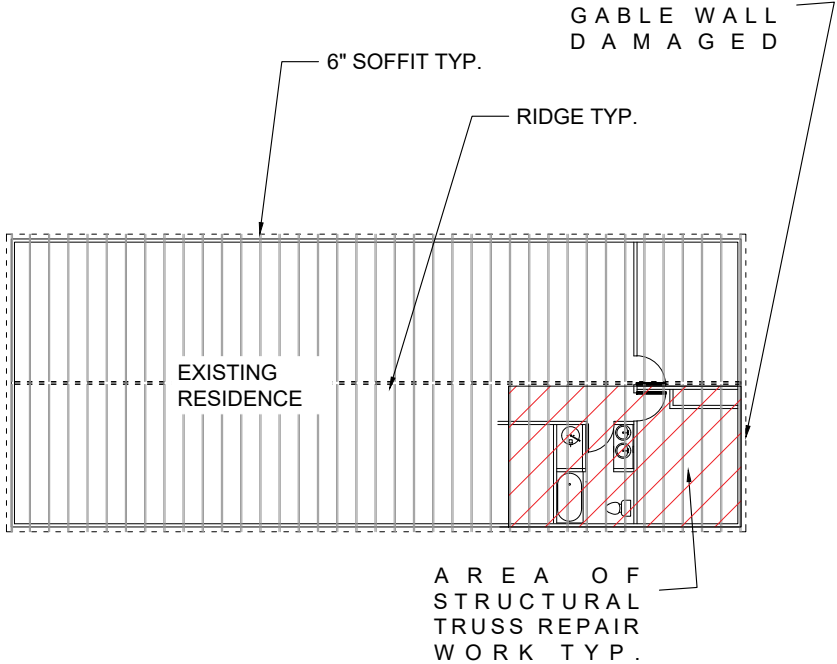 GABLE WALL
DAMAGED
6" SOFFIT TYP.
RIDGE TYP.
EXISTING
RESIDENCE
AREA OF
STRUCTURAL
TRUSS REPAIR
WORK TYP.